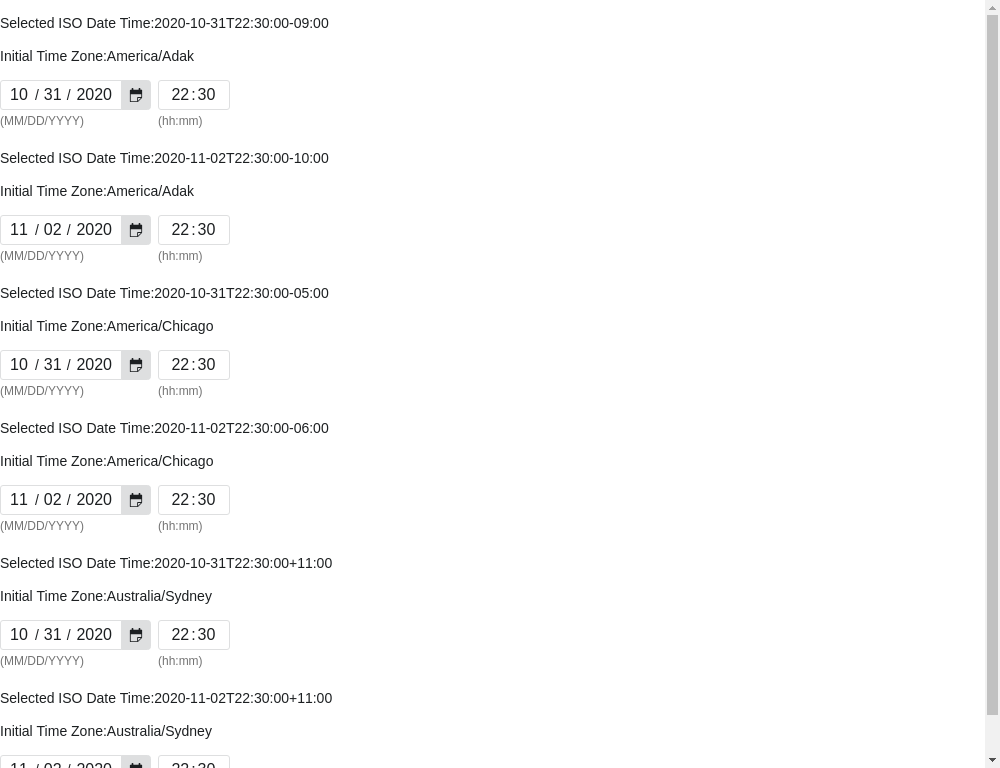 Selected ISO Date Time:2020-10-31T22:30:00-09:00
Initial Time Zone:America/Adak
10 / 31 / 2020 22:30
(MM/DD/YYYY) (hh:mm)
Selected ISO Date Time:2020-11-02T22:30:00-10:00
Initial Time Zone:America/Adak
11 / 02 / 2020 22:30
(MM/DD/YYYY) (hh:mm)
Selected ISO Date Time:2020-10-31T22:30:00-05:00
Initial Time Zone:America/Chicago
10 / 31 / 2020 22:30
(MM/DD/YYYY) (hh:mm)
Selected ISO Date Time:2020-11-02T22:30:00-06:00
Initial Time Zone:America/Chicago
11 / 02 / 2020 22:30
(MM/DD/YYYY) (hh:mm)
Selected ISO Date Time:2020-10-31T22:30:00+11:00
Initial Time Zone:Australia/Sydney
10 / 31 / 2020 22:30
(MM/DD/YYYY) (hh:mm)
Selected ISO Date Time:2020-11-02T22:30:00+11:00
Initial Time Zone:Australia/Sydney
11 / 02 / 2020 22:30